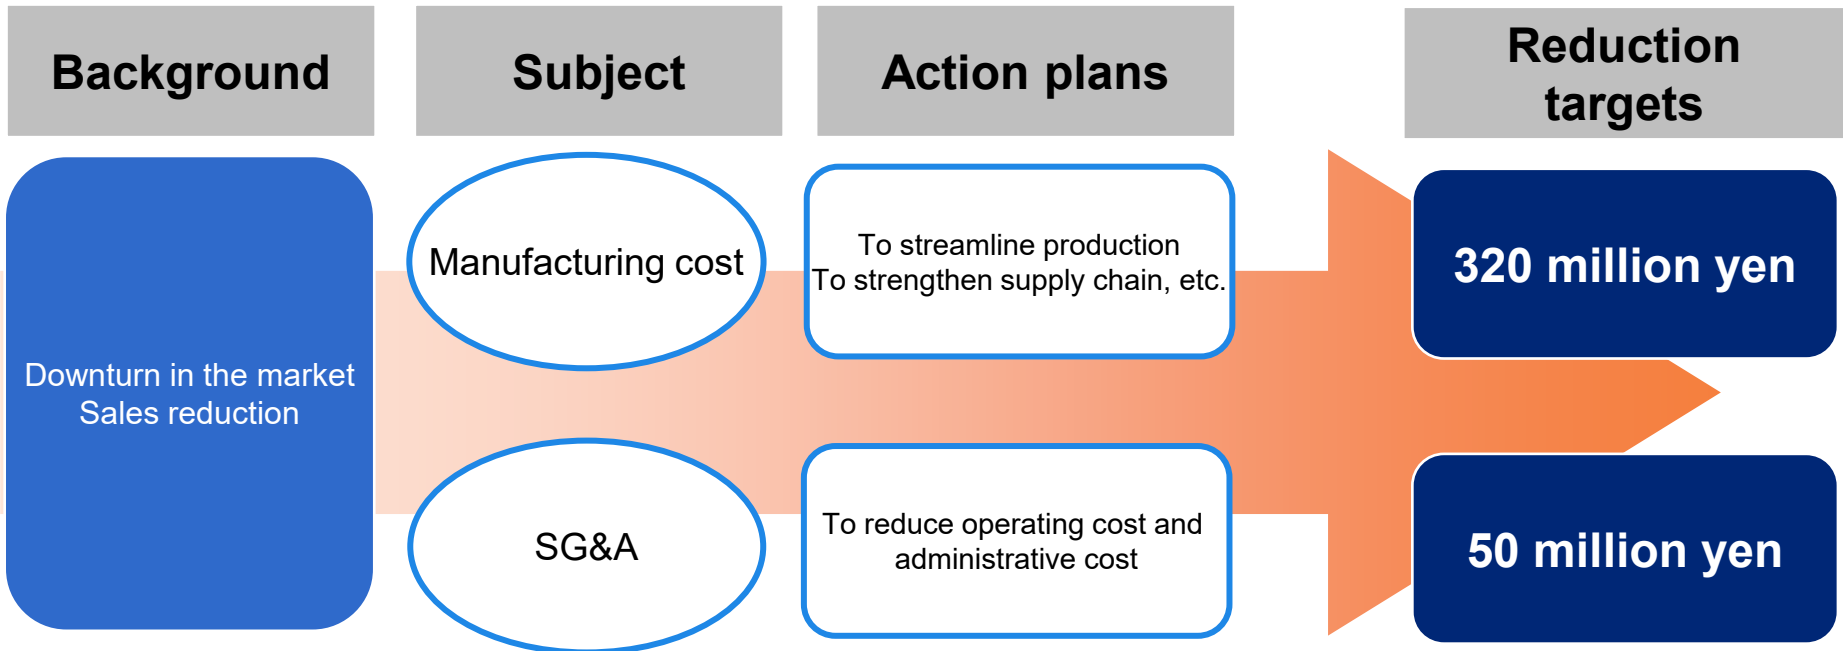 Background
Subject
Action plans
Reduction
targets
Downturn in the market
Sales reduction
Manufacturing cost
To streamline production
To strengthen supply chain, etc.
320 million yen
SG&A
To reduce operating cost and
administrative cost
50 million yen